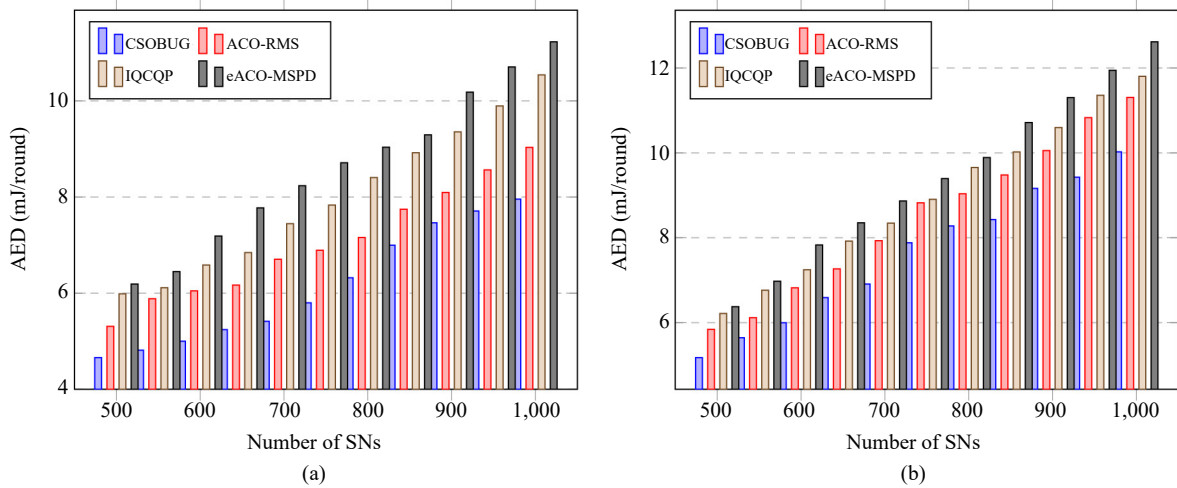 CSOBUG ACO-RMS
IQCQP eACO-MSPD
10
8
6
4
AED (mJ/round)
500 600 700 800 900 1,000
Number of SNs
(a)
CSOBUG ACO-RMS
IQCQP eACO-MSPD
12
10
8
6
AED (mJ/round)
500 600 700 800 900 1,000
Number of SNs
(b)